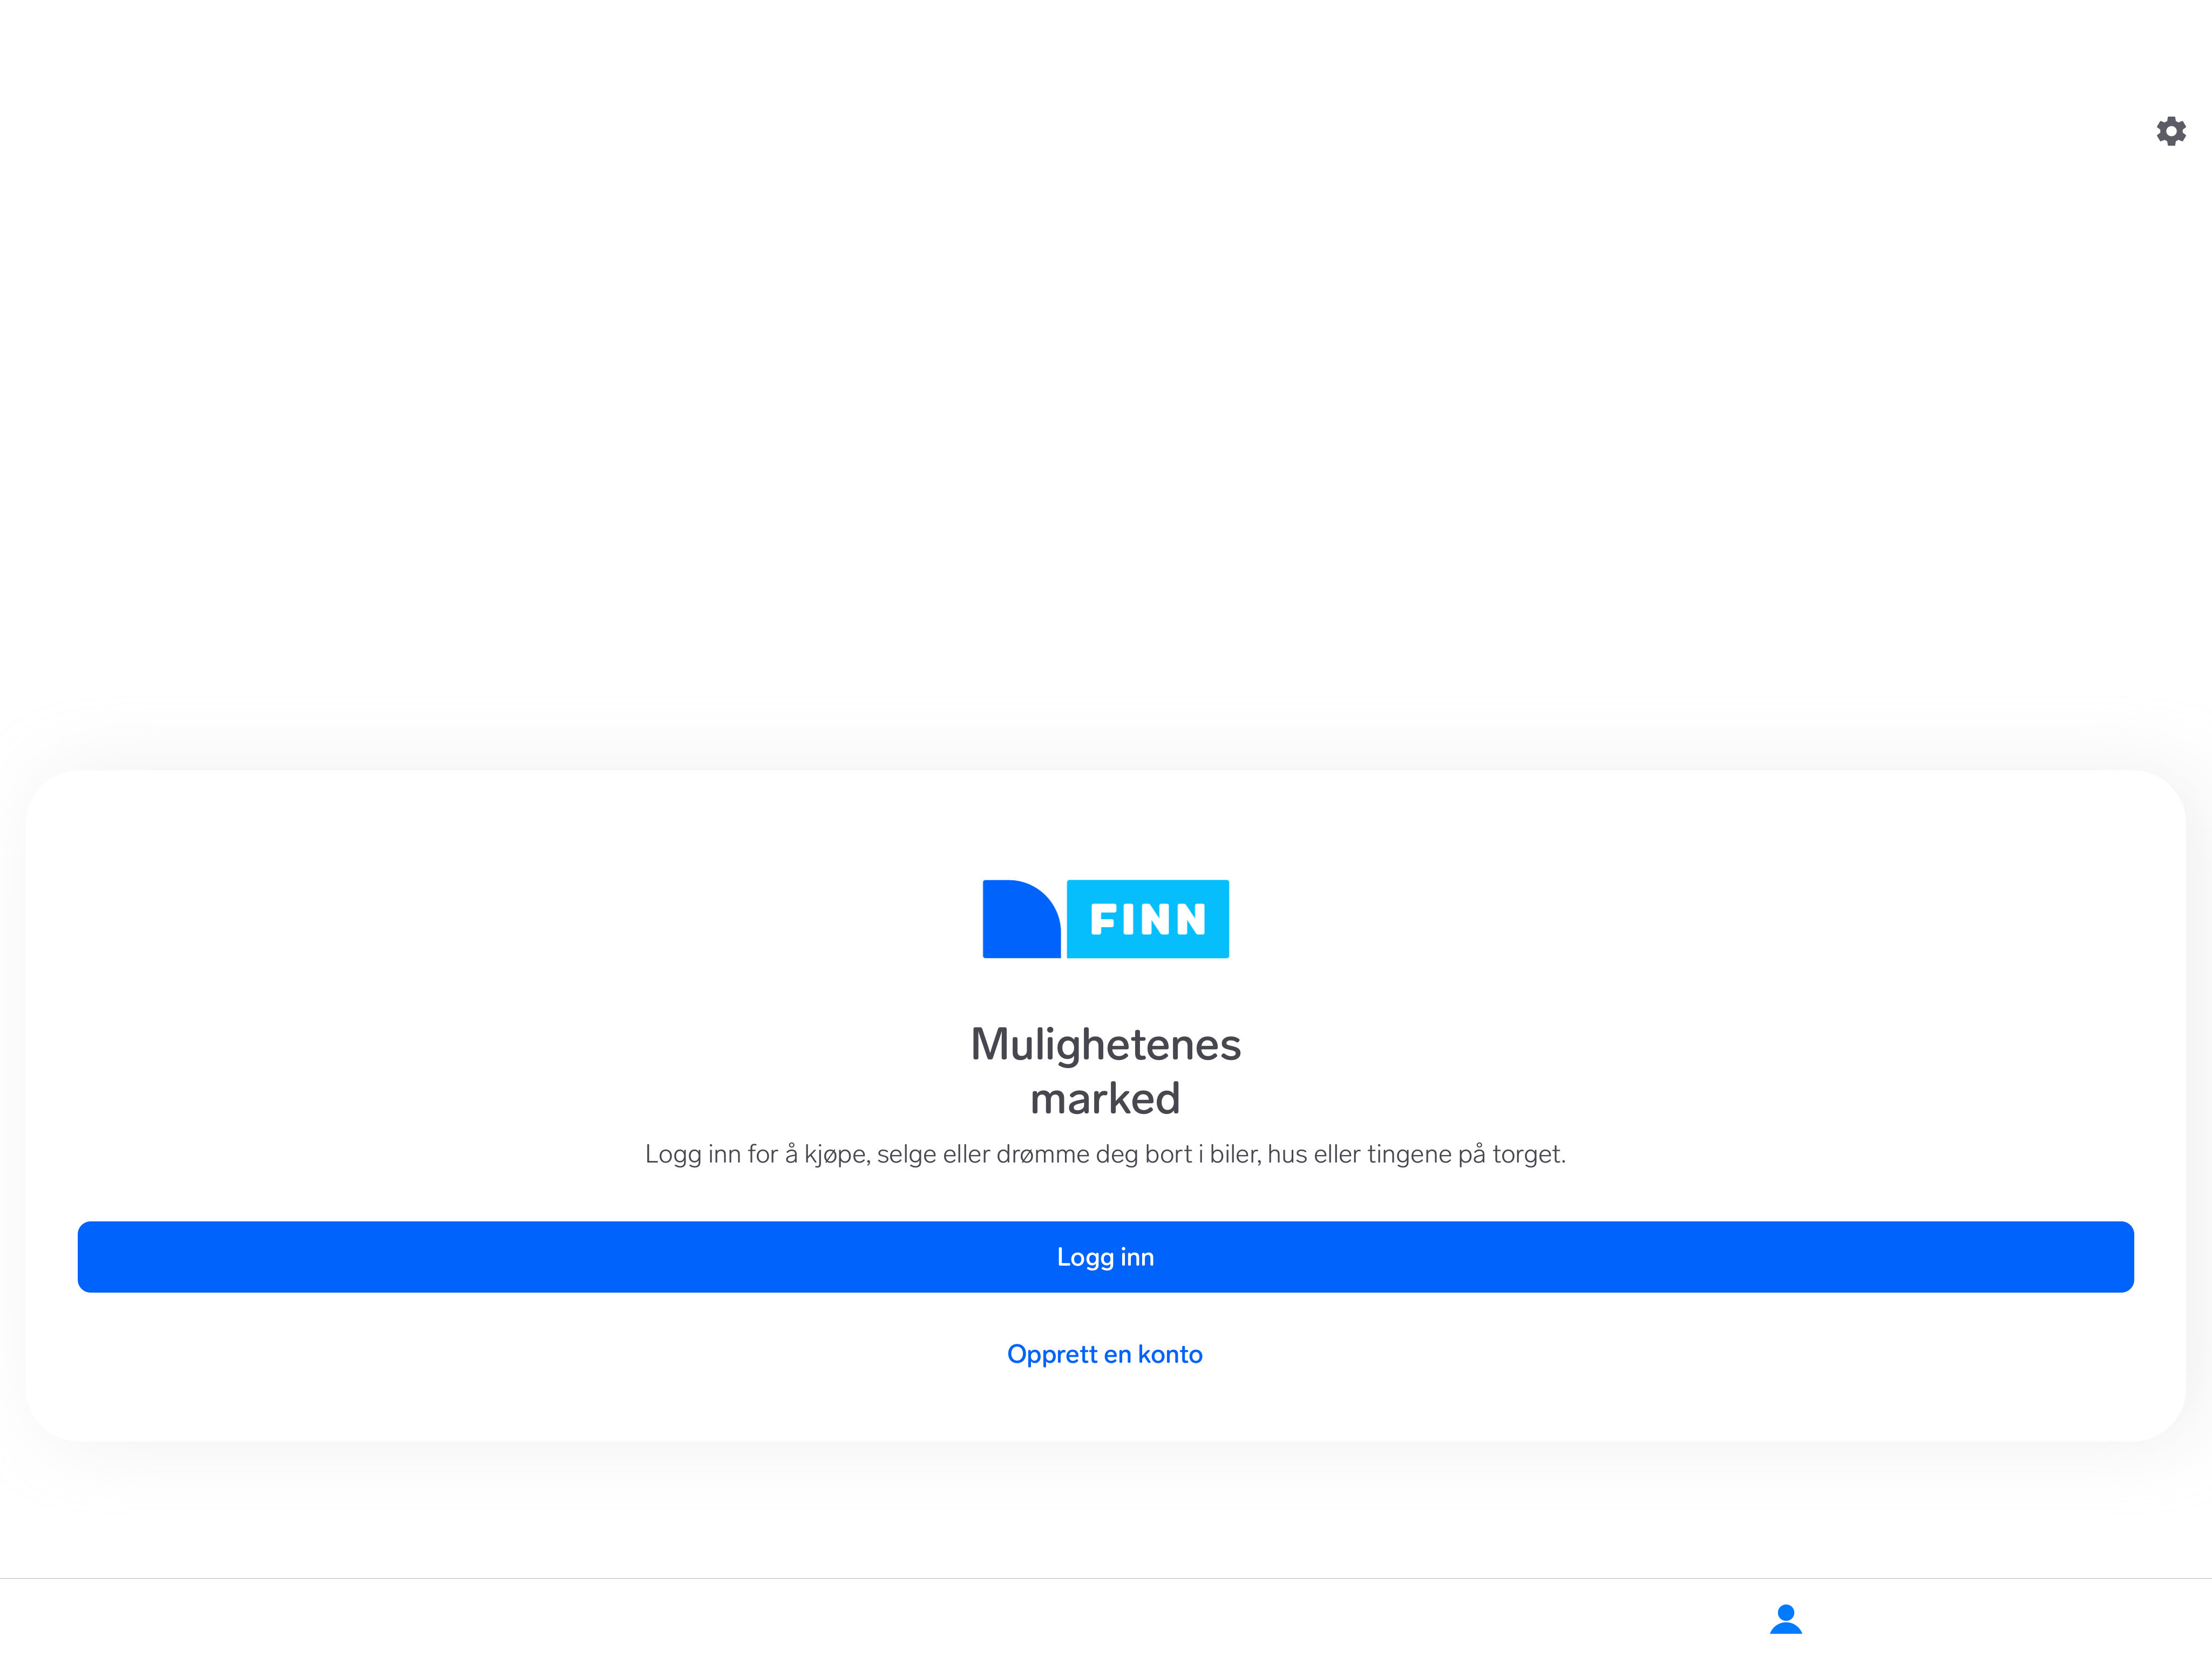 FINN
Mulighetenes
marked
Logg inn for å kjøpe, selge eller drømme deg bort i biler, hus eller tingene på torget.
Logg inn
Opprett en konto